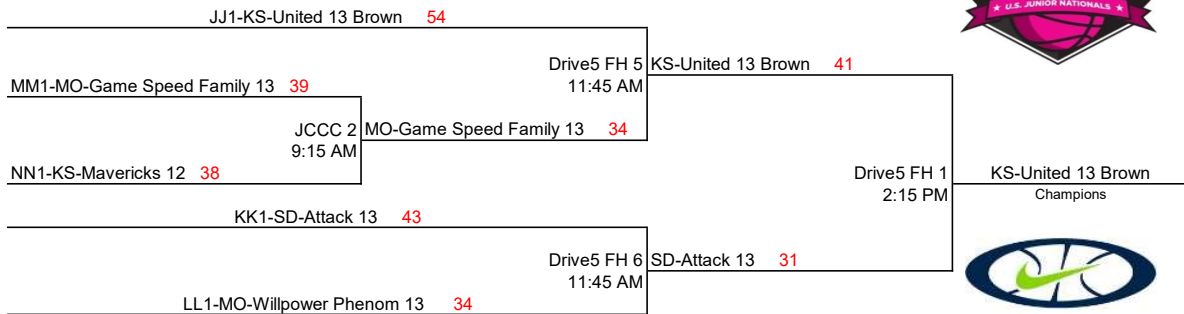 U.S. JUNIOR NATIONALS
JJ1-KS-United 13 Brown 54
Drive5 FH 5 KS-United 13 Brown 41
11:45 AM
MM1-MO-Game Speed Family 13 39
JCCC 2 MO-Game Speed Family 13 34
9:15 AM
NN1-KS-Mavericks 12 38
Drive5 FH 1 KS-United 13 Brown
2:15 PM Champions
KK1-SD-Attack 13 43
Drive5 FH 6 SD-Attack 13 31
11:45 AM
LL1-MO-Willpower Phenom 13 34